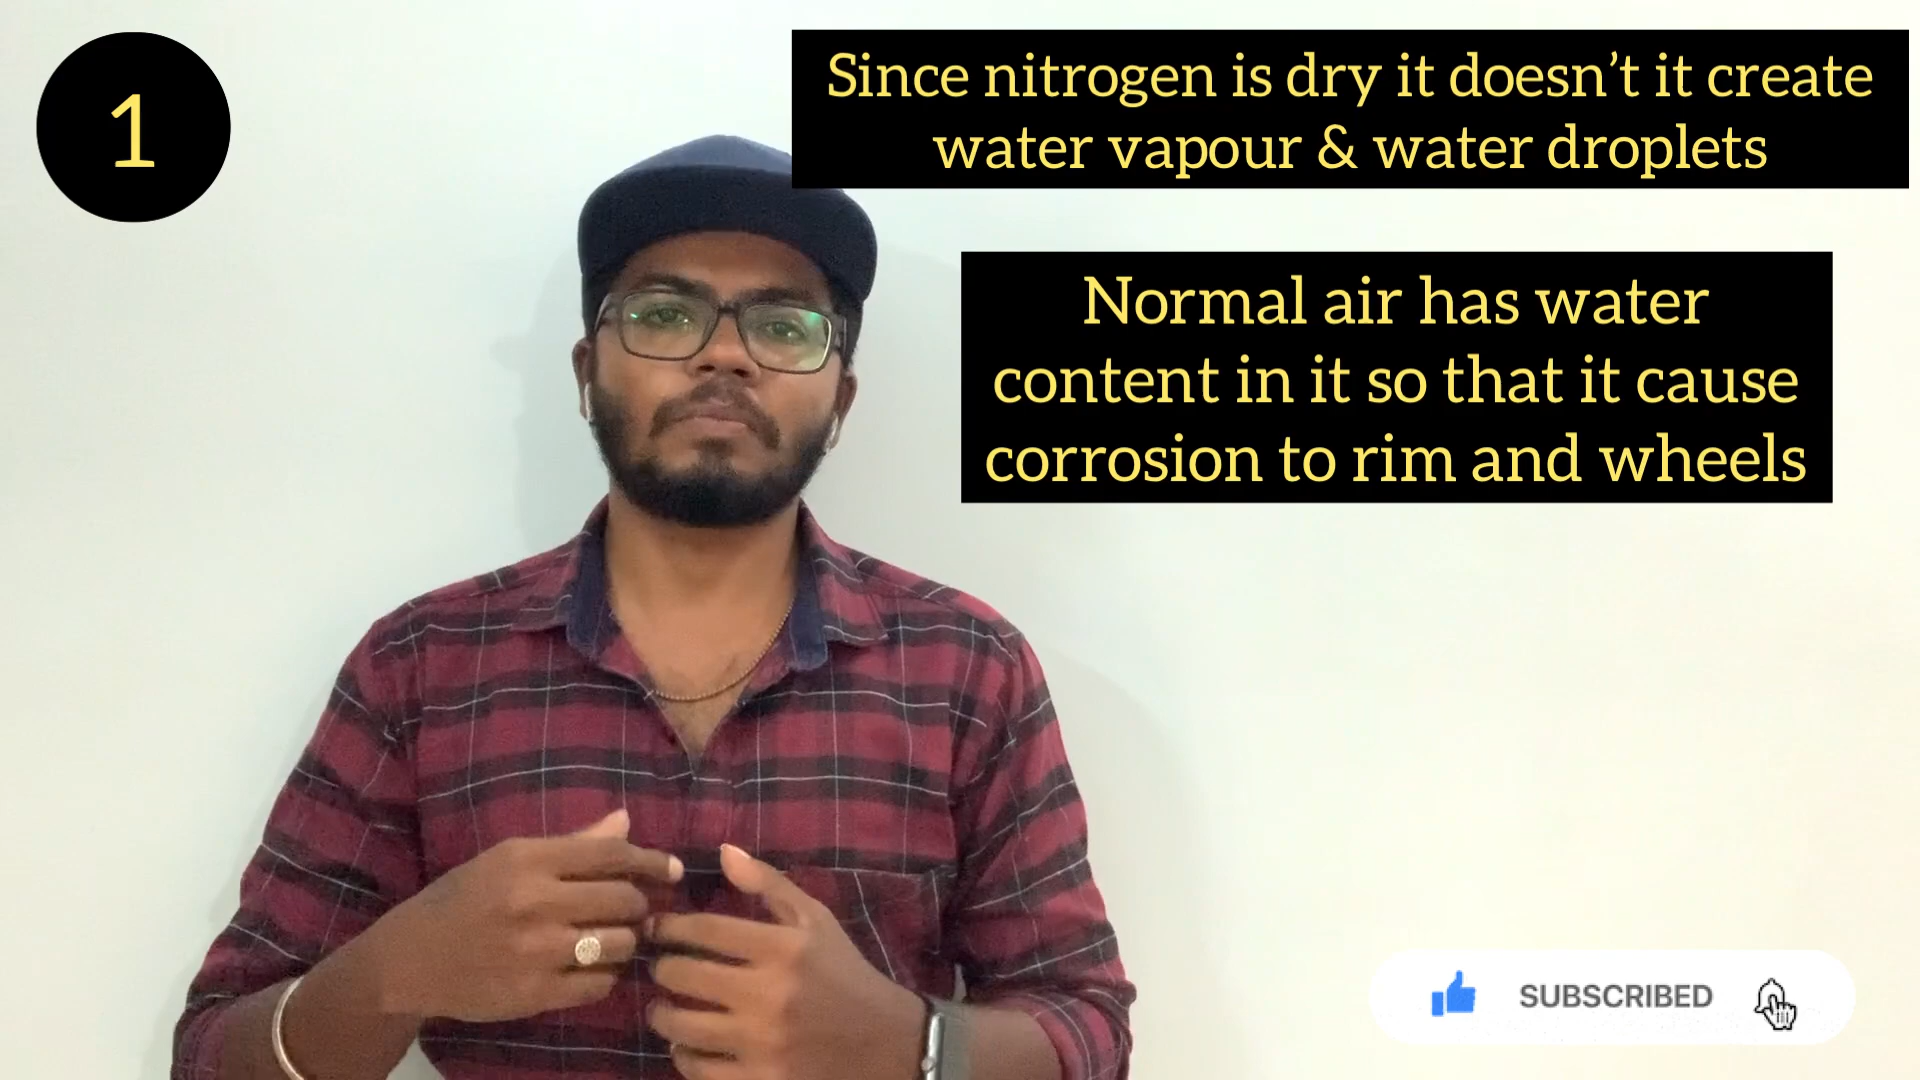 1
Since nitrogen is dry it doesn’t it create
water vapour & water droplets
Normal air has water
content in it so that it cause
corrosion to rim and wheels
SUBSCRIBED